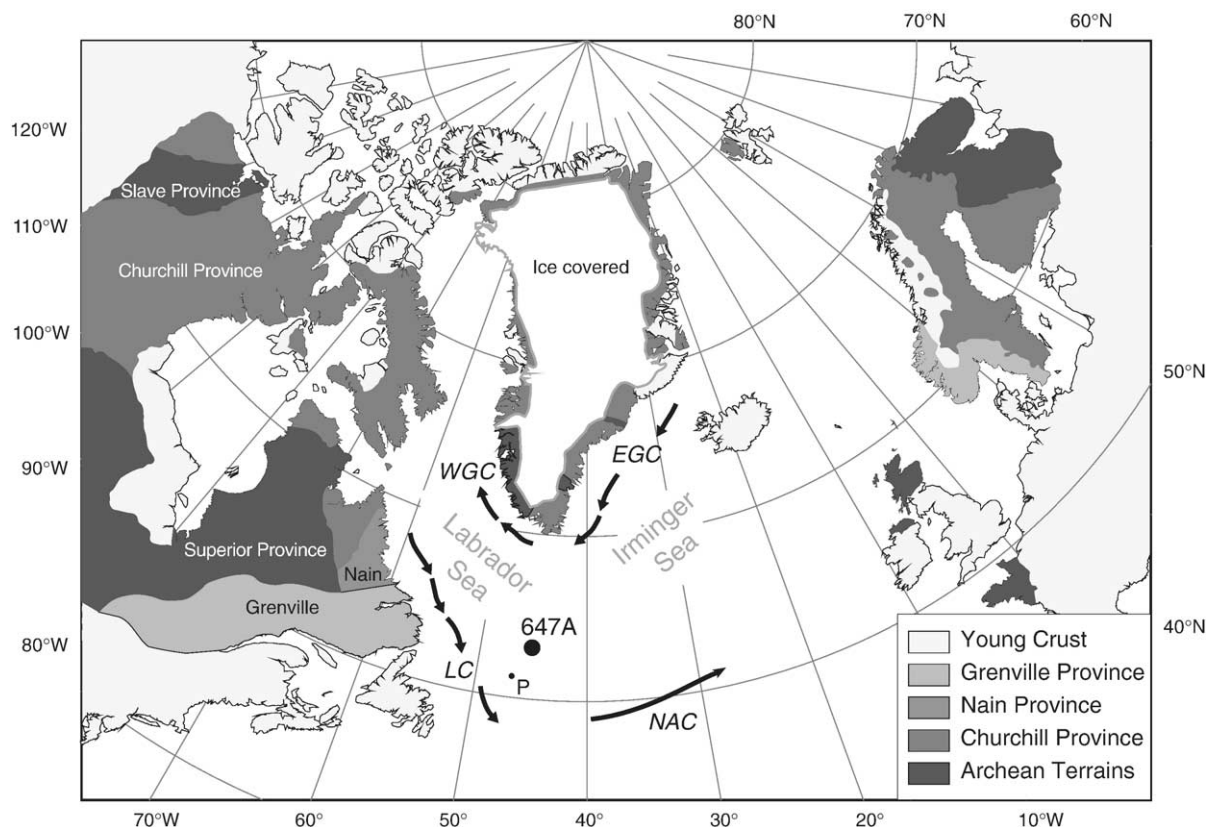 80°N
70°N
60°N
120°W
Slave Province
110°W
Churchill Province
Ice covered
100°W
50°N
90°W
WGC
EGC
Labrador
Sea
Irminger
Sea
Superior Province
Nain
Grenville
647A
80°W
40°N
LC
P
NAC
Young Crust
Grenville Province
Nain Province
Churchill Province
Archean Terrains
70°W
60°
50°
40°
30°
20°
10°W